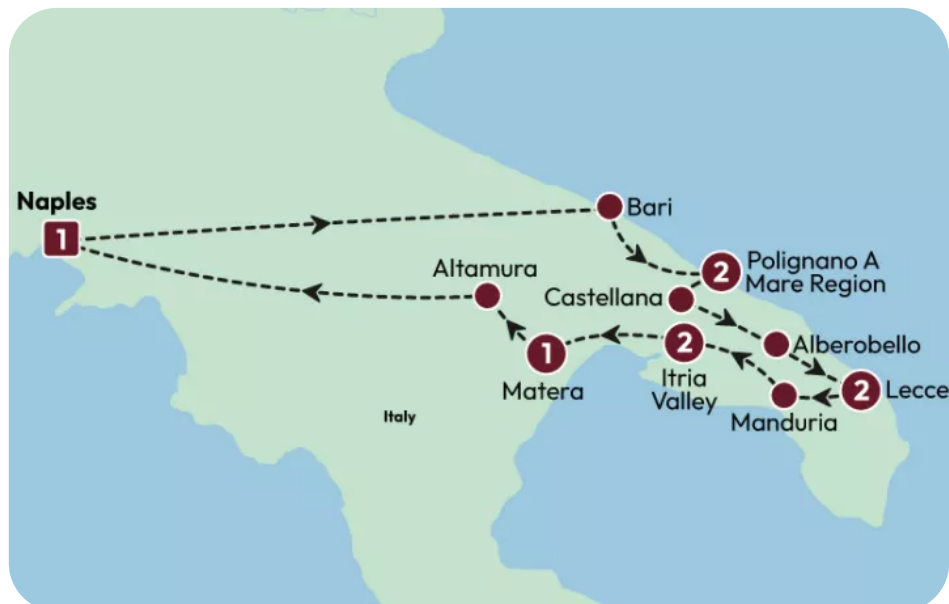 Naples
1
Bari
2
Polignano A
Mare Region
Altamura
Castellana
Alberobello
1
Matera
2
Itria
Valley
2
Lecce
Manduria
Italy